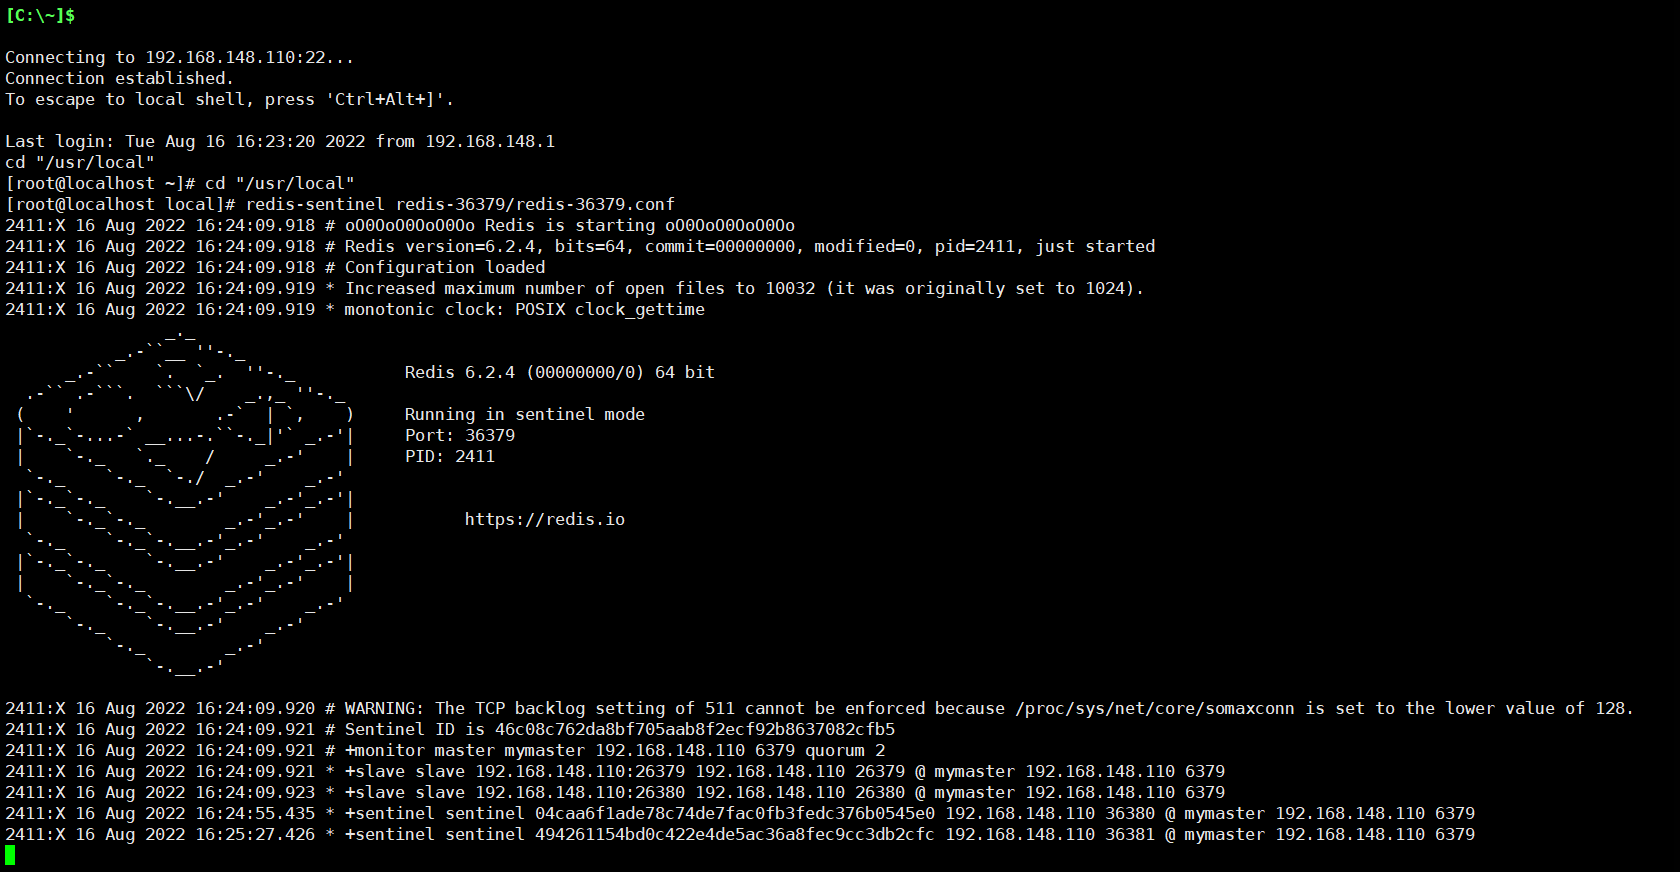 [C:\~]$
Connecting to 192.168.148.110:22...
Connection established.
To escape to local shell, press 'Ctrl+Alt+]'.
Last login: Tue Aug 16 16:23:20 2022 from 192.168.148.1
cd "/usr/local"
[root@localhost ~]# cd "/usr/local"
[root@localhost local]# redis-sentinel redis-36379/redis-36379.conf
2411:X 16 Aug 2022 16:24:09.918 # oO0OoO0OoO0Oo Redis is starting oO0OoO0OoO0Oo
2411:X 16 Aug 2022 16:24:09.918 # Redis version=6.2.4, bits=64, commit=00000000, modified=0, pid=2411, just started
2411:X 16 Aug 2022 16:24:09.918 # Configuration loaded
2411:X 16 Aug 2022 16:24:09.919 * Increased maximum number of open files to 10032 (it was originally set to 1024).
2411:X 16 Aug 2022 16:24:09.919 * monotonic clock: POSIX clock_gettime
Redis 6.2.4 (00000000/0) 64 bit
Running in sentinel mode
Port: 36379
PID: 2411
https://redis.io
2411:X 16 Aug 2022 16:24:09.920 # WARNING: The TCP backlog setting of 511 cannot be enforced because /proc/sys/net/core/somaxconn is set to the lower value of 128.
2411:X 16 Aug 2022 16:24:09.921 # Sentinel ID is 46c08c762da8bf705aab8f2ecf92b8637082cfb5
2411:X 16 Aug 2022 16:24:09.921 # +monitor master mymaster 192.168.148.110 6379 quorum 2
2411:X 16 Aug 2022 16:24:09.921 * +slave slave 192.168.148.110:26379 192.168.148.110 26379 @ mymaster 192.168.148.110 6379
2411:X 16 Aug 2022 16:24:09.923 * +slave slave 192.168.148.110:26380 192.168.148.110 26380 @ mymaster 192.168.148.110 6379
2411:X 16 Aug 2022 16:24:55.435 * +sentinel sentinel 04caa6f1ade78c74de7fac0fb3fedc376b0545e0 192.168.148.110 36380 @ mymaster 192.168.148.110 6379
2411:X 16 Aug 2022 16:25:27.426 * +sentinel sentinel 494261154bd0c422e4de5ac36a8fec9cc3db2cfc 192.168.148.110 36381 @ mymaster 192.168.148.110 6379